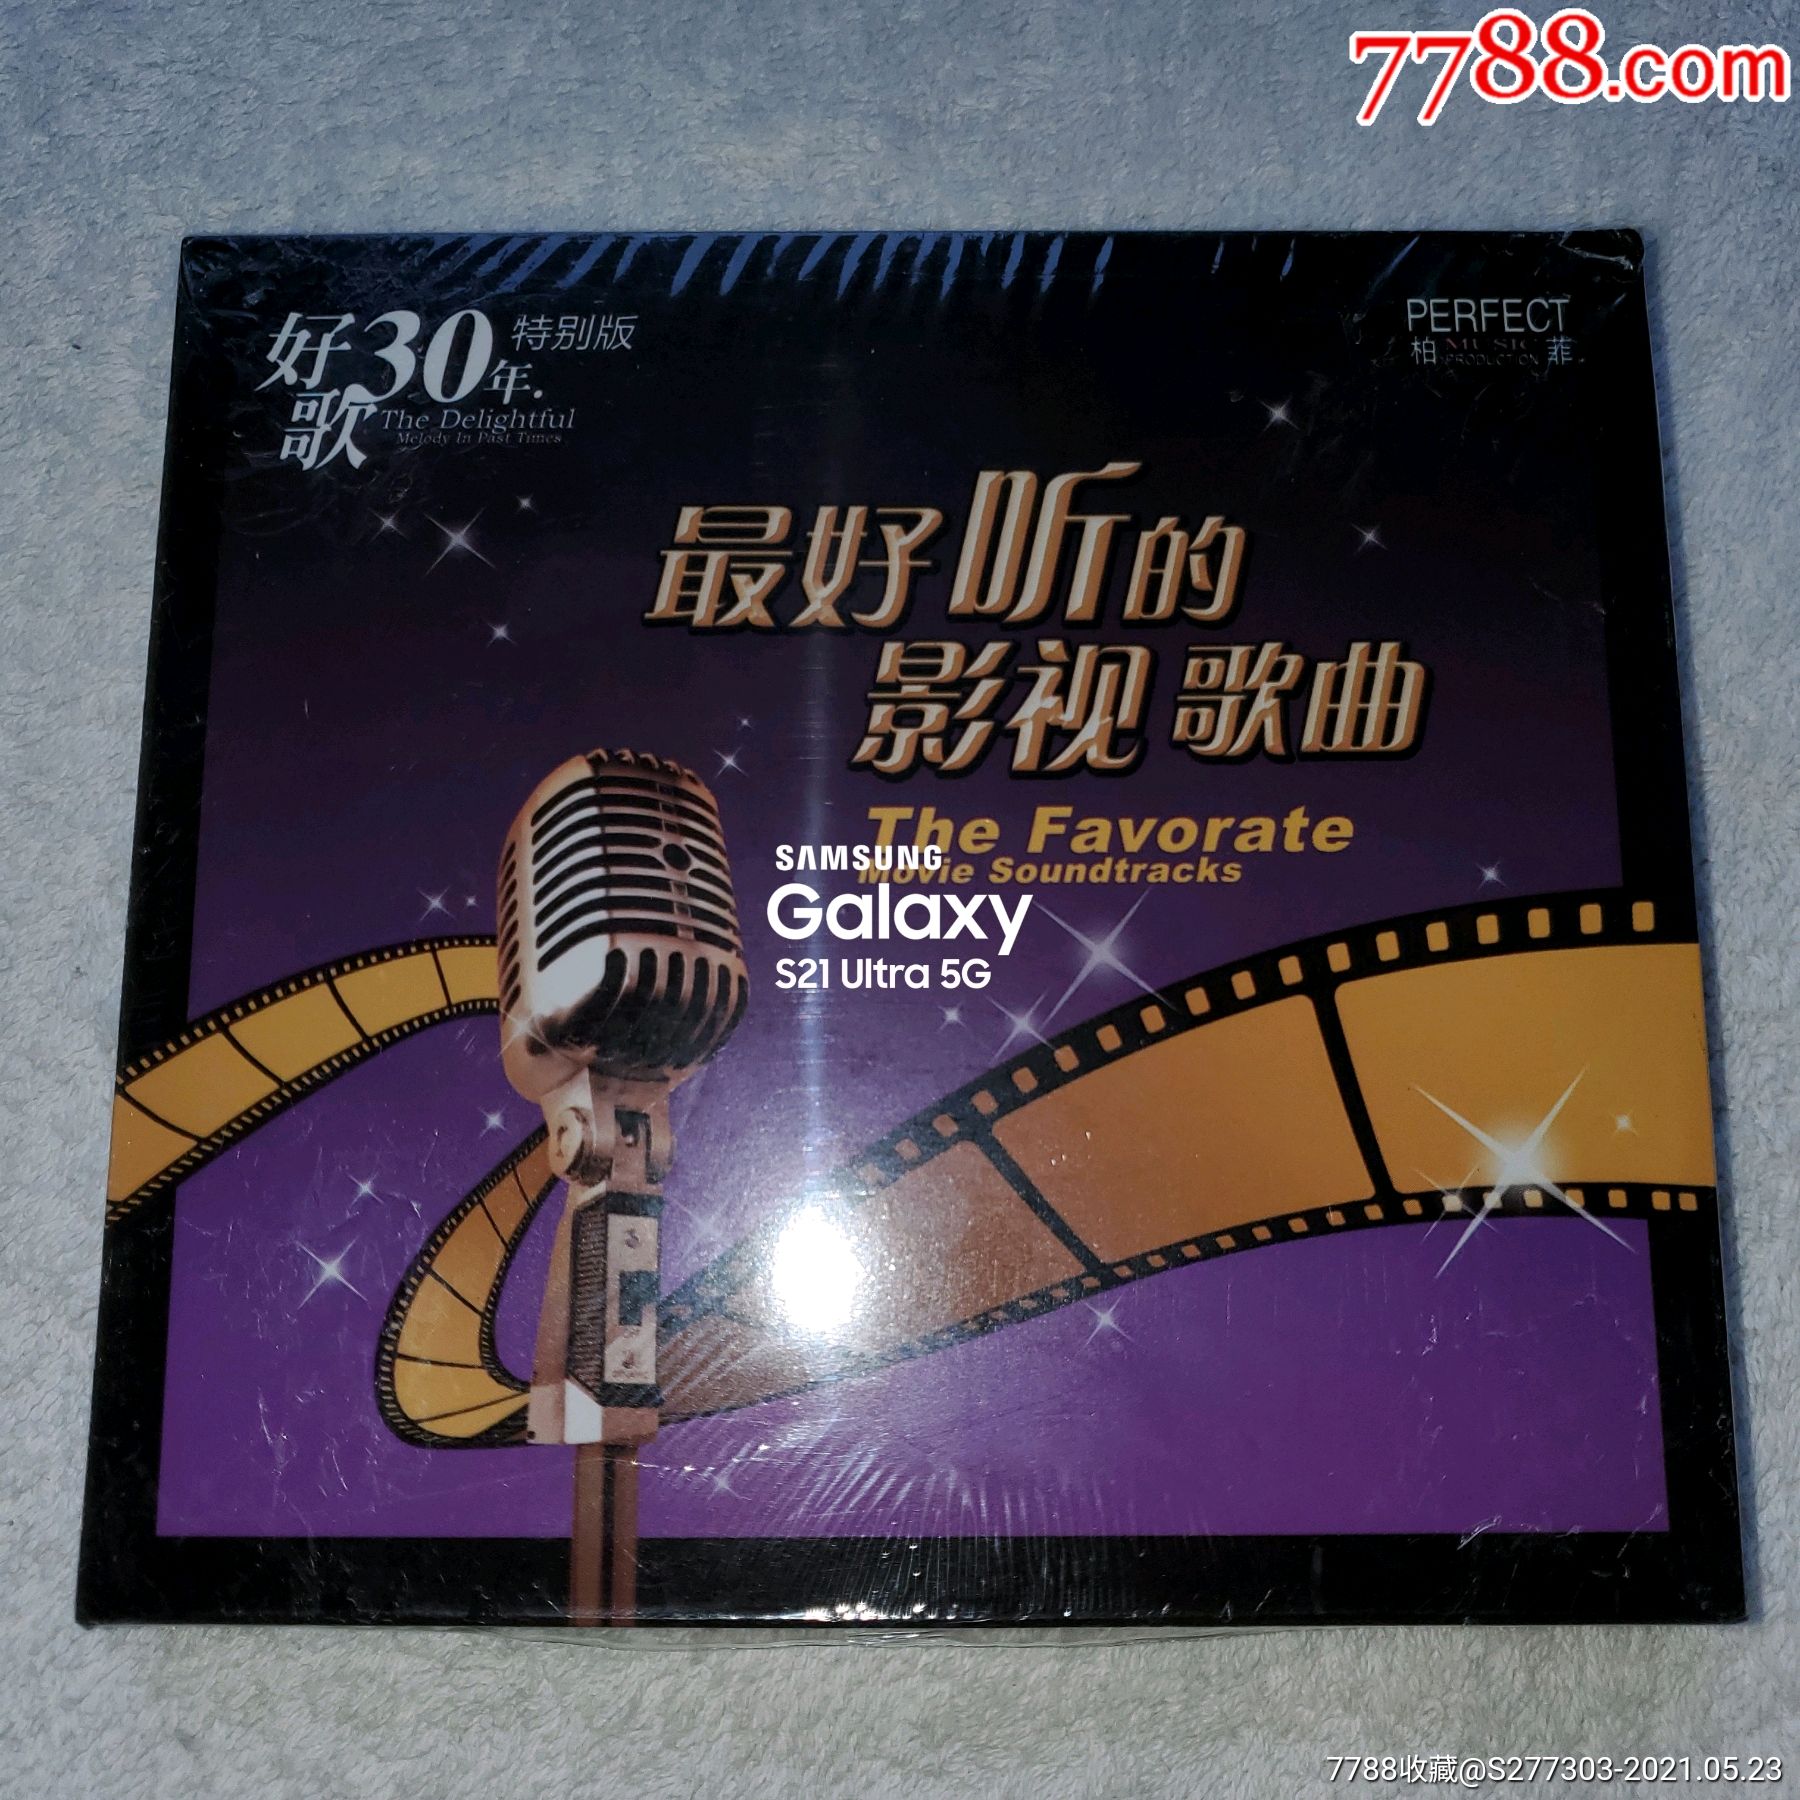 7788.com
好歌30年.特别版
The Delightful
Melody In Past Times
PERFECT
MUSIC
柏 PRODUCTION 菲
最好听的
影视歌曲
The Favorate
Movie Soundtracks
SAMSUNG
Galaxy
S21 Ultra 5G
7788收藏@S277303-2021.05.23